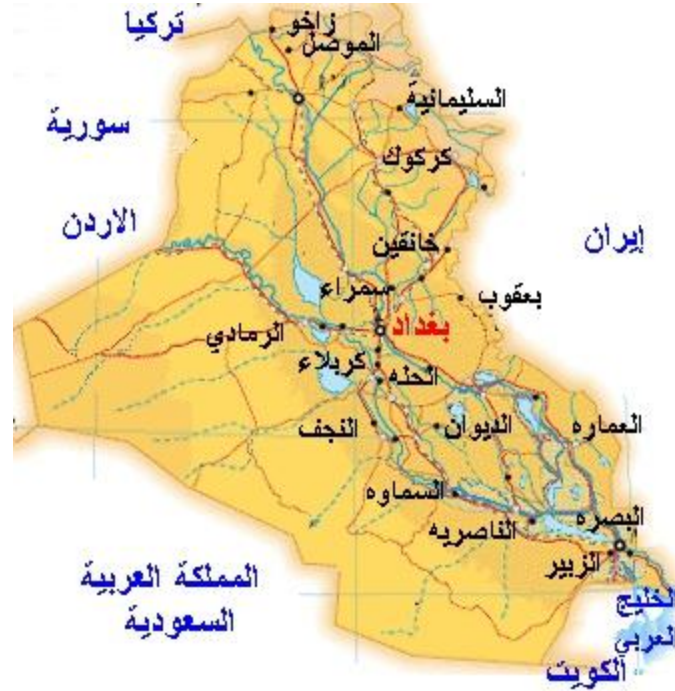 تركيا
زاخو
الموصل
السليمانية
سورية
كركوك
الاردن
خانقين
إيران
سمراء
بعقوب
الرمادي
بغداد
كربلاء
الحله
النجف
الديوان
العماره
السماوه
الناصريه
البصره
الزبير
المملكة العربية
السعودية
الخليج
العربي
الكويت